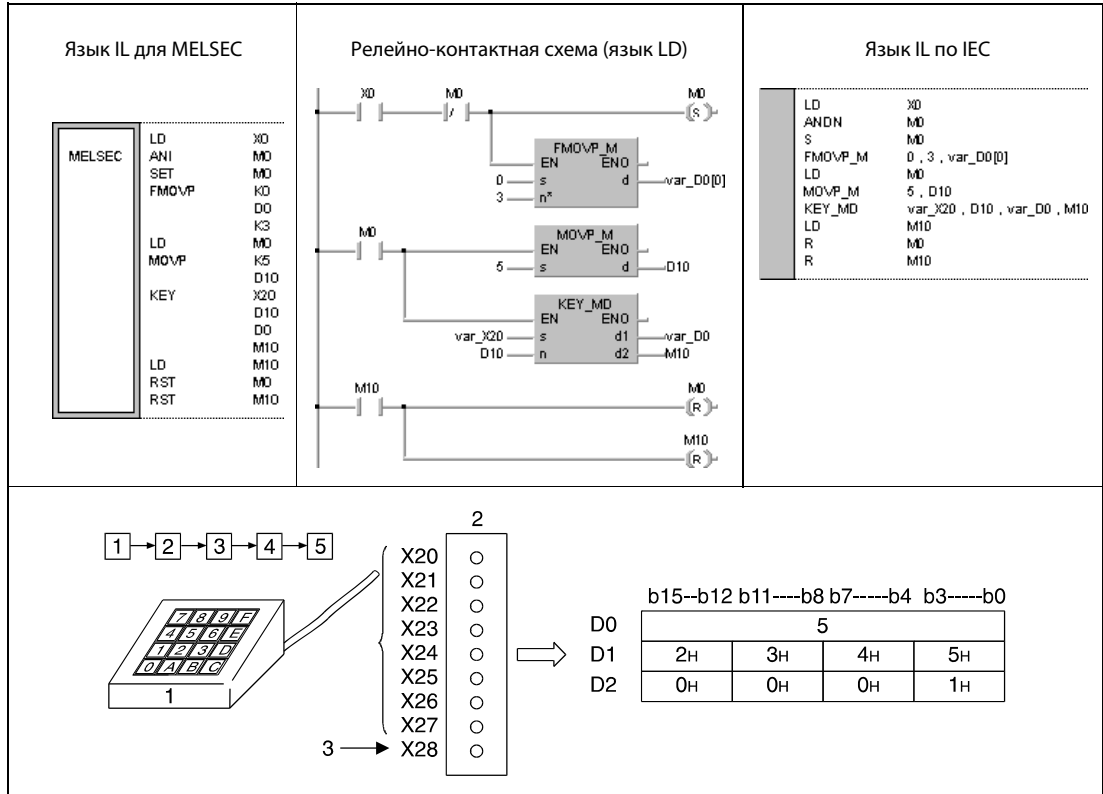 Язык IL для MELSEC
Релейно-контактная схема (язык LD)
Язык IL по IEC
MELSEC
LD X0
ANI M0
SET M0
FMOVP K0
D0
K3
LD M0
MOVP K5
D10
KEY X20
D10
D0
M10
LD M10
RST M0
RST M10
X0 M0 M0
/ S
FMOVP_M
EN ENO
0 s d var_D0[0]
3 n*
M0
MOVP_M
EN ENO
5 s d D10
KEY_MD
EN ENO
var_X20 s d1 var_D0
D10 n d2 M10
M10 M0
R
M10
R
LD X0
ANDN M0
S M0
FMOVP_M 0 , 3 , var_D0[0]
LD M0
MOVP_M 5 , D10
KEY_MD var_X20 , D10 , var_D0 , M10
LD M10
R M0
R M10
1 2 3 4 5
7 8 9 F
4 5 6 E
1 2 3 D
0 A B C
1
2
X20
X21
X22
X23
X24
X25
X26
X27
3 X28
b15--b12 b11----b8 b7-----b4 b3-----b0
D0 5
D1 2H 3H 4H 5H
D2 0H 0H 0H 1H